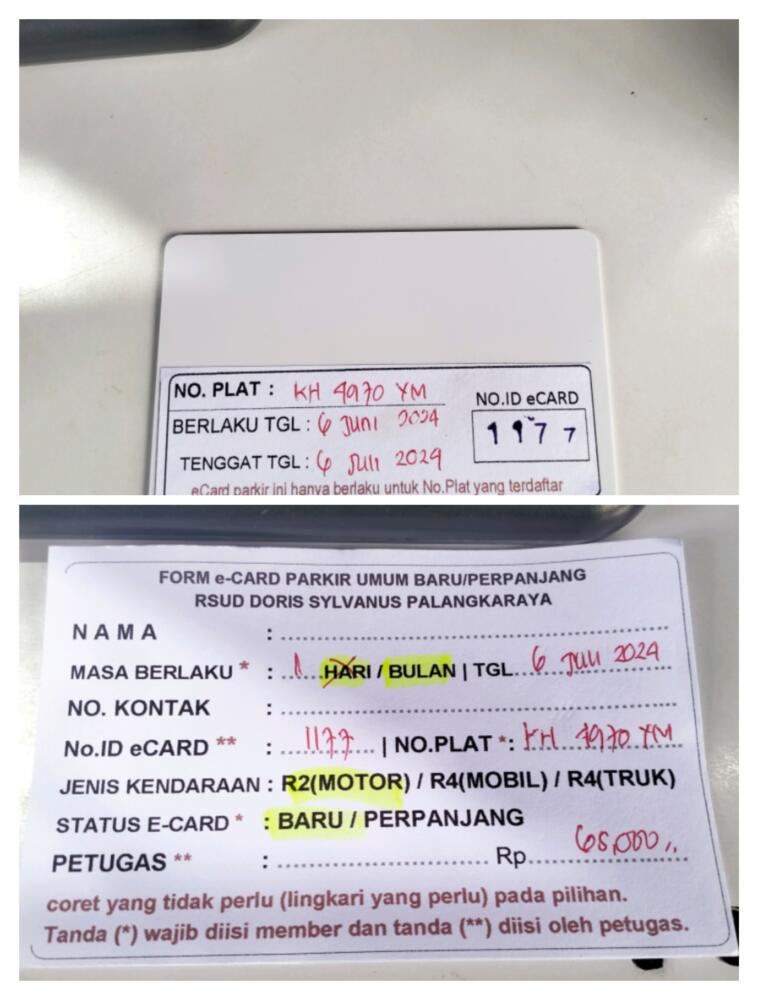 NO. PLAT : KH 4970 YM
NO.ID eCARD
BERLAKU TGL : 6 Juni 2024
1177
TENGGAT TGL : 6 Juli 2024
eCard parkir ini hanya berlaku untuk No.Plat yang terdaftar
FORM e-CARD PARKIR UMUM BARU/PERPANJANG
RSUD DORIS SYLVANUS PALANGKARAYA
NAMA :
MASA BERLAKU * : 1 HARI / BULAN | TGL 6 Juli 2024
NO. KONTAK :
No.ID eCARD ** : 1177 | NO.PLAT *: KH 4970 YM
JENIS KENDARAAN : R2(MOTOR) / R4(MOBIL) / R4(TRUK)
STATUS E-CARD * : BARU / PERPANJANG
PETUGAS ** : Rp 65,000,,
coret yang tidak perlu (lingkari yang perlu) pada pilihan.
Tanda (*) wajib diisi member dan tanda (**) diisi oleh petugas.